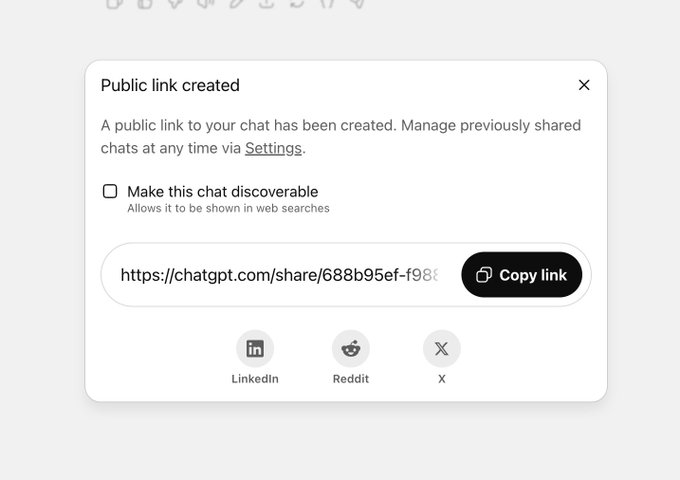 Public link created
A public link to your chat has been created. Manage previously shared
chats at any time via Settings.
Make this chat discoverable
Allows it to be shown in web searches
https://chatgpt.com/share/688b95ef-f988
Copy link
LinkedIn
Reddit
X